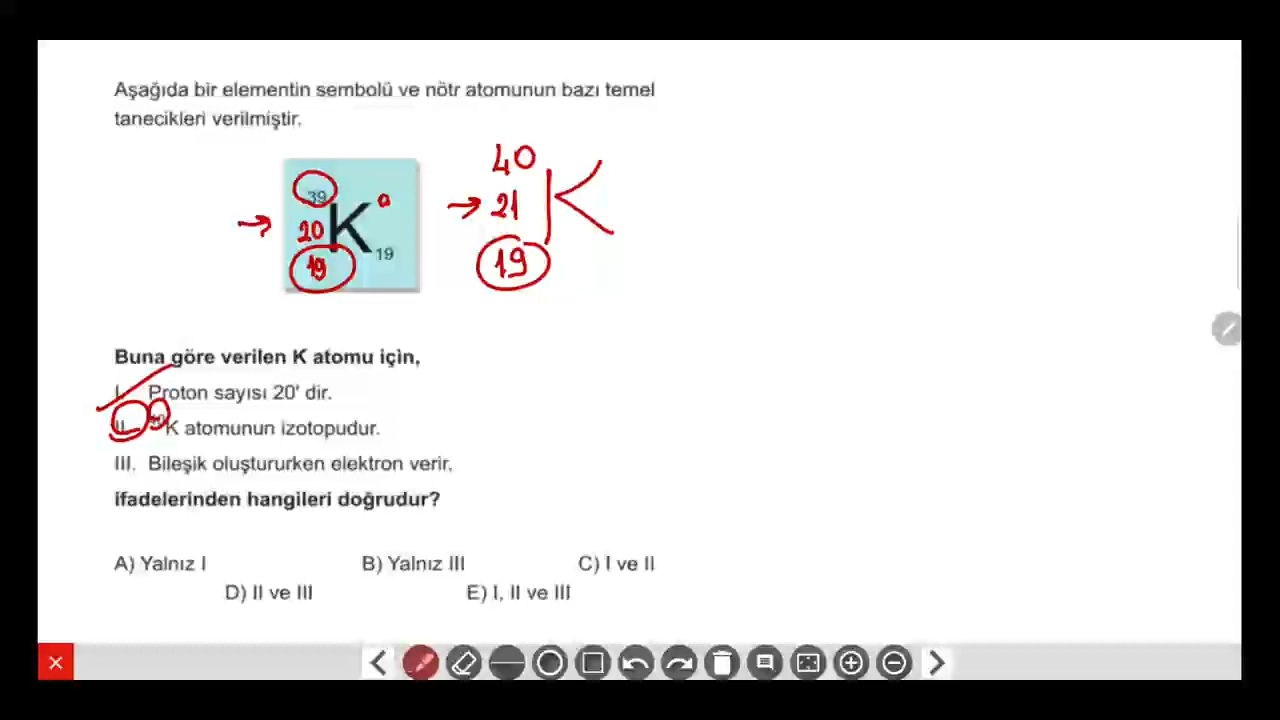 Aşağıda bir elementin sembolü ve nötr atomunun bazı temel
tanecikleri verilmiştir.
39
20 K 0
19 19
40
21 K
19
Buna göre verilen K atomu için,
I. Proton sayısı 20' dir.
II. K atomunun izotopudur.
III. Bileşik oluştururken elektron verir.
ifadelerinden hangileri doğrudur?
A) Yalnız I B) Yalnız III C) I ve II
D) II ve III E) I, II ve III